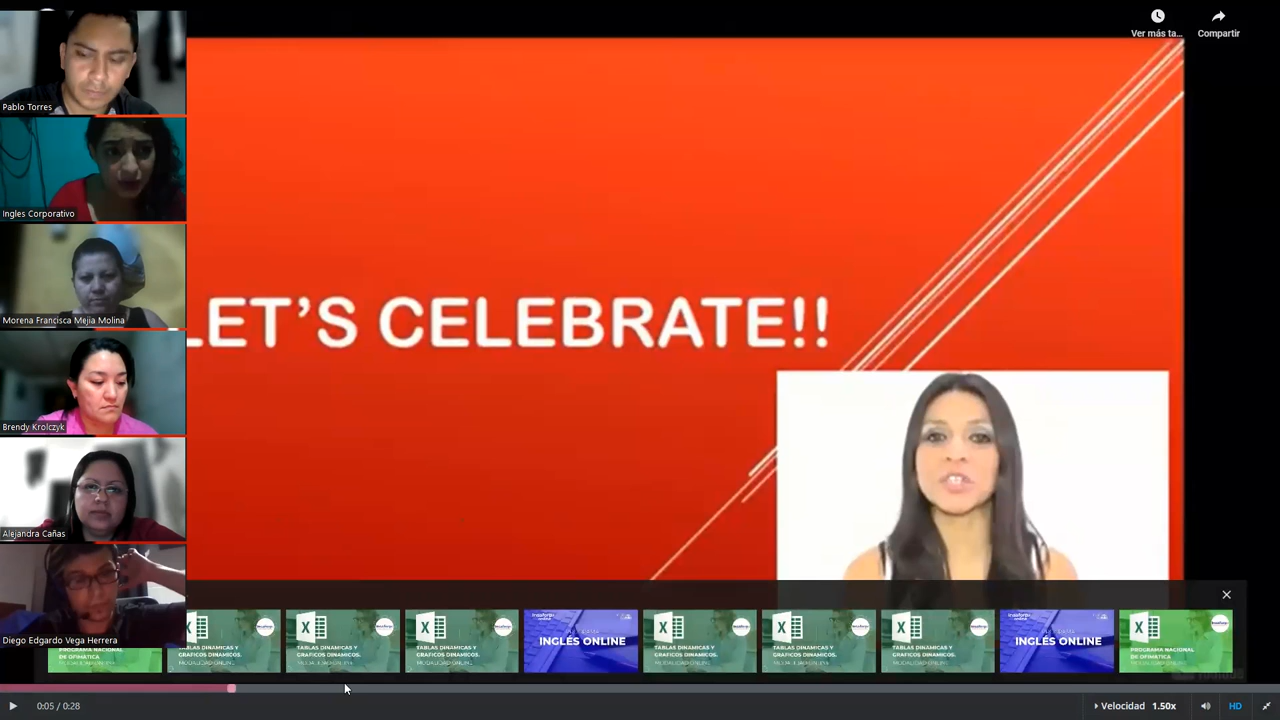 Ver más ta...
Compartir
Pablo Torres
Ingles Corporativo
Morena Francisca Mejia Molina
Brendy Krolczyk
Alejandra Cañas
Diego Edgardo Vega Herrera
ET'S CELEBRATE!!
PROGRAMA NACIONAL
DE OFIMÁTICA
TABLAS DINAMICAS Y
GRAFICOS DINAMICOS.
TABLAS DINAMICAS Y
GRAFICOS DINAMICOS.
TABLAS DINAMICAS Y
GRAFICOS DINAMICOS.
INGLÉS ONLINE
TABLAS DINAMICAS Y
GRAFICOS DINAMICOS.
TABLAS DINAMICAS Y
GRAFICOS DINAMICOS.
TABLAS DINAMICAS Y
GRAFICOS DINAMICOS.
INGLÉS ONLINE
PROGRAMA NACIONAL
DE OFIMÁTICA
0:05 / 0:28
Velocidad 1.50x
HD